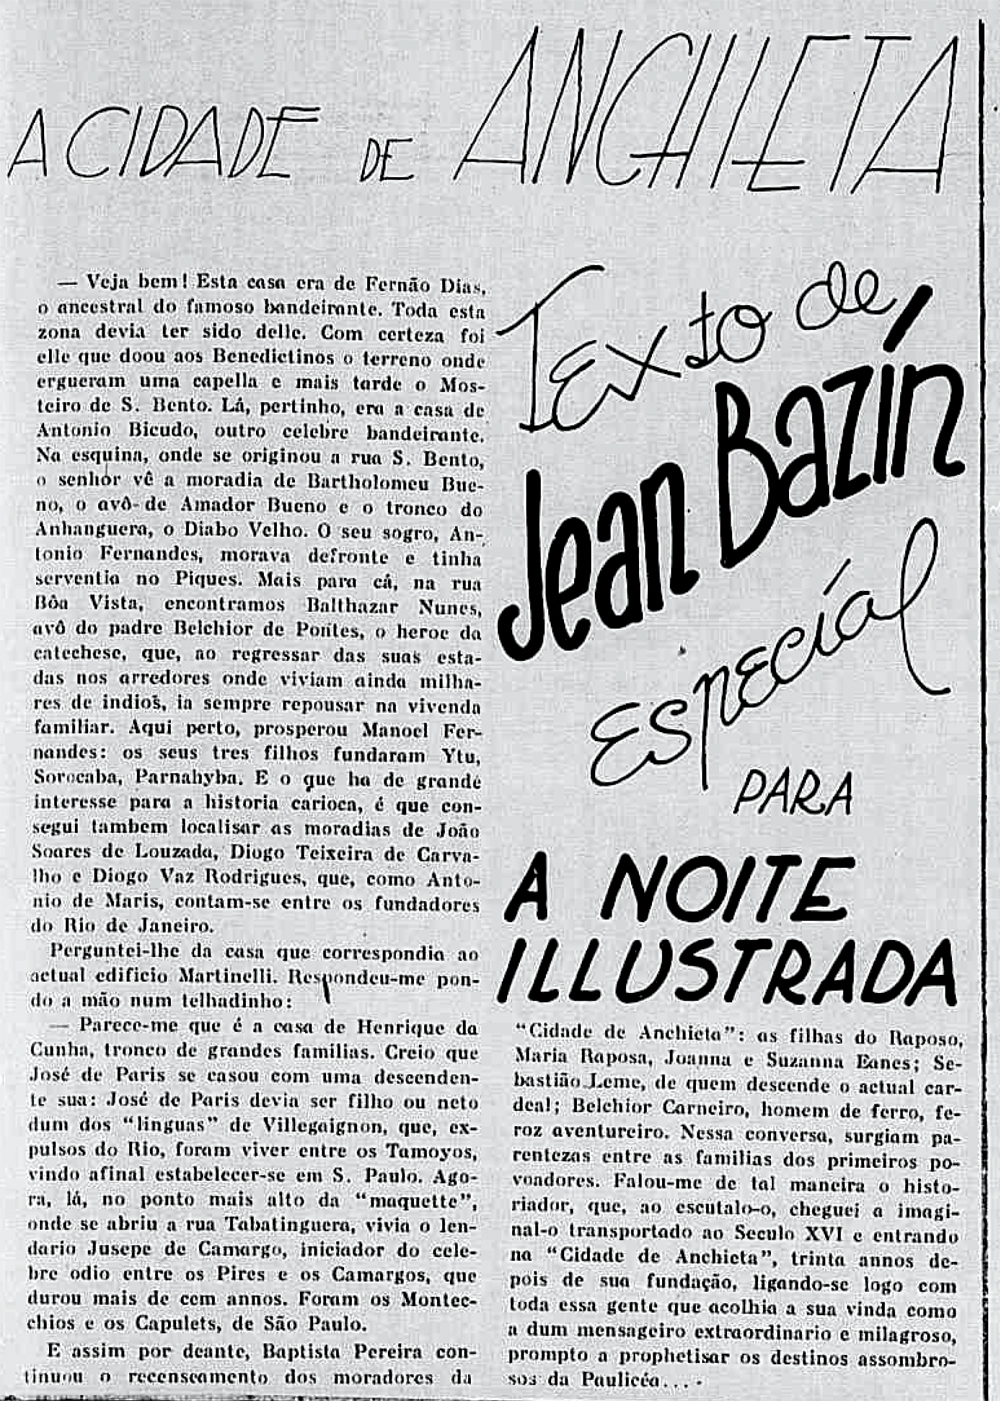 A CIDADE DE ANCHIETA
— Veja bem! Esta casa era de Fernão Dias,
o ancestral do famoso bandeirante. Toda esta
zona devia ter sido delle. Com certeza foi
elle que doou aos Benedictinos o terreno onde
ergueram uma capella e mais tarde o Mos-
teiro de S. Bento. Lá, pertinho, era a casa de
Antonio Bicudo, outro celebre bandeirante.
Na esquina, onde se originou a rua S. Bento,
o senhor vê a moradia de Bartholomeu Bue-
no, o avô de Amador Bueno e o tronco do
Anhanguera, o Diabo Velho. O seu sogro, An-
tonio Fernandes, morava defronte e tinha
serventia no Piques. Mais para cá, na rua
Bôa Vista, encontramos Balthazar Nunes,
avô do padre Belchior de Pontes, o heroe da
catechese, que, ao regressar das suas esta-
das nos arredores onde viviam ainda milha-
res de indios, ia sempre repousar na vivenda
familiar. Aqui perto, prosperou Manoel Fer-
nandes: os seus tres filhos fundaram Ytu,
Sorocaba, Parnahyba. E o que ha de grande
interesse para a historia carioca, é que con-
segui tambem localisar as moradias de João
Soares de Louzada, Diogo Teixeira de Carva-
lho e Diogo Vaz Rodrigues, que, como Anto-
nio de Maris, contam-se entre os fundadores
do Rio de Janeiro.
Perguntei-lhe da casa que correspondia ao
actual edificio Martinelli. Respondeu-me pon-
do a mão num telhadinho:
— Parece-me que é a casa de Henrique da
Cunha, tronco de grandes familias. Creio que
José de Paris se casou com uma descenden-
te sua: José de Paris devia ser filho ou neto
dum dos "linguas" de Villegaignon, que, ex-
pulsos do Rio, foram viver entre os Tamoyos,
vindo afinal estabelecer-se em S. Paulo. Ago-
ra, lá, no ponto mais alto da "maquette",
onde se abriu a rua Tabatinguera, vivia o len-
dario Jusepe de Camargo, iniciador do cele-
bre odio entre os Pires e os Camargos, que
durou mais de cem annos. Foram os Montec-
chios e os Capulets, de São Paulo.
E assim por deante, Baptista Pereira con-
tinuou o recenseamento dos moradores da
Texto de
Jean Bazín
especial
PARA
A NOITE
ILLUSTRADA
"Cidade de Anchieta": as filhas do Raposo,
Maria Raposa, Joanna e Suzanna Eanes; Se-
bastião Leme, de quem descende o actual car-
deal; Belchior Carneiro, homem de ferro, fe-
roz aventureiro. Nessa conversa, surgiam pa-
rentezas entre as familias dos primeiros po-
voadores. Falou-me de tal maneira o histo-
riador, que, ao escutalo-o, cheguei a imagi-
nal-o transportado ao Seculo XVI e entrando
na "Cidade de Anchieta", trinta annos de-
pois de sua fundação, ligando-se logo com
toda essa gente que acolhia a sua vinda como
a dum mensageiro extraordinario e milagroso,
prompto a prophetisar os destinos assombro-
sos da Paulicéa...